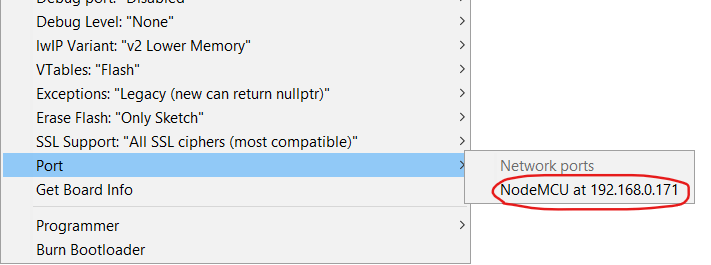 Debug port: "Disabled"
Debug Level: "None"
lwIP Variant: "v2 Lower Memory"
VTables: "Flash"
Exceptions: "Legacy (new can return nullptr)"
Erase Flash: "Only Sketch"
SSL Support: "All SSL ciphers (most compatible)"
Port
Network ports
NodeMCU at 192.168.0.171
Get Board Info
Programmer
Burn Bootloader